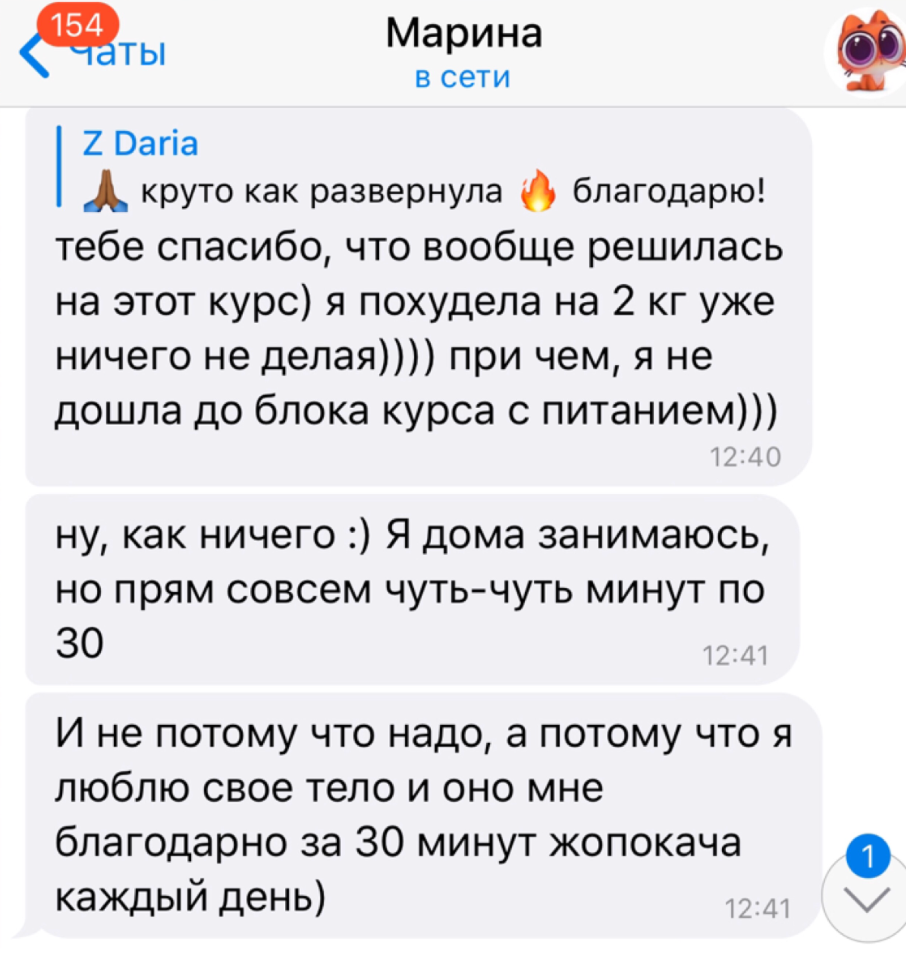 154
Чаты
Марина
в сети
Z Daria
🙏🏾 круто как развернула 🔥 благодарю!
тебе спасибо, что вообще решилась
на этот курс) я похудела на 2 кг уже
ничего не делая)))) при чем, я не
дошла до блока курса с питанием)))
12:40
ну, как ничего :) Я дома занимаюсь,
но прям совсем чуть-чуть минут по
30
12:41
И не потому что надо, а потому что я
люблю свое тело и оно мне
благодарно за 30 минут жопокача
каждый день)
12:41
1